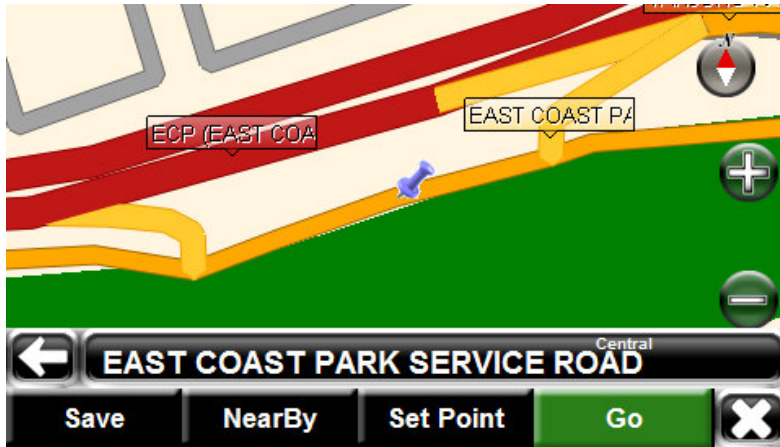 N
ECP (EAST COA
EAST COAST PA
Central
EAST COAST PARK SERVICE ROAD
Save
NearBy
Set Point
Go